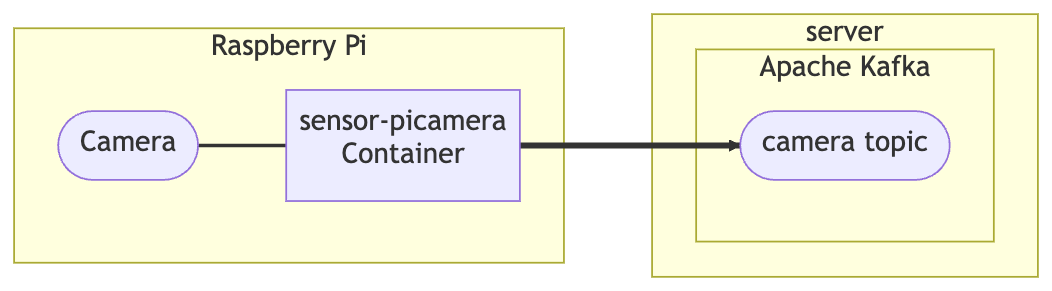 Raspberry Pi
Camera
sensor-picamera
Container
server
Apache Kafka
camera topic